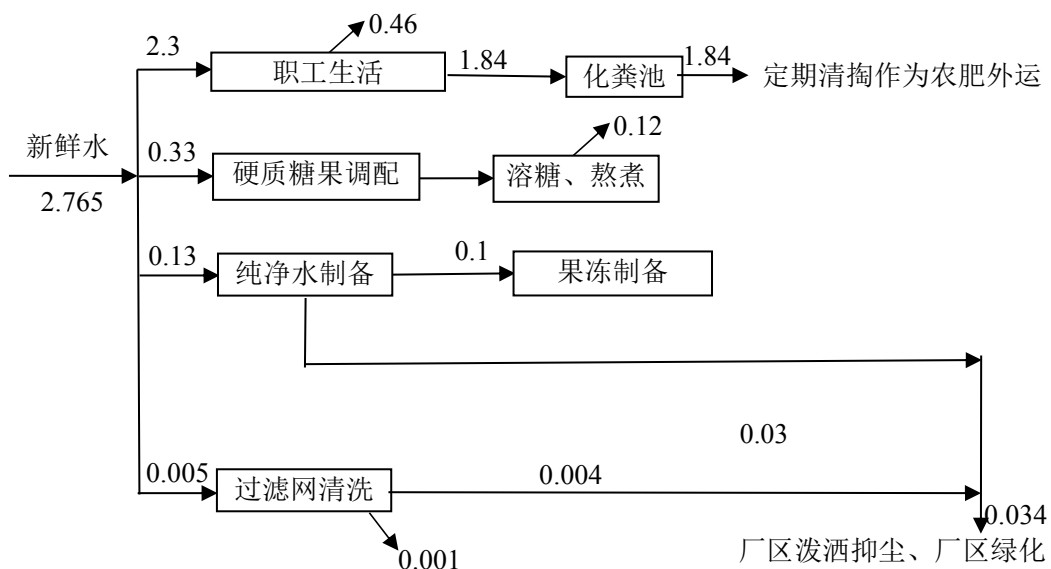 0.46
2.3
职工生活
1.84
化粪池
1.84
定期清掏作为农肥外运
新鲜水
2.765
0.33
硬质糖果调配
溶糖、熬煮
0.12
0.13
纯净水制备
0.1
果冻制备
0.03
0.005
过滤网清洗
0.004
0.034
0.001
厂区泼洒抑尘、厂区绿化